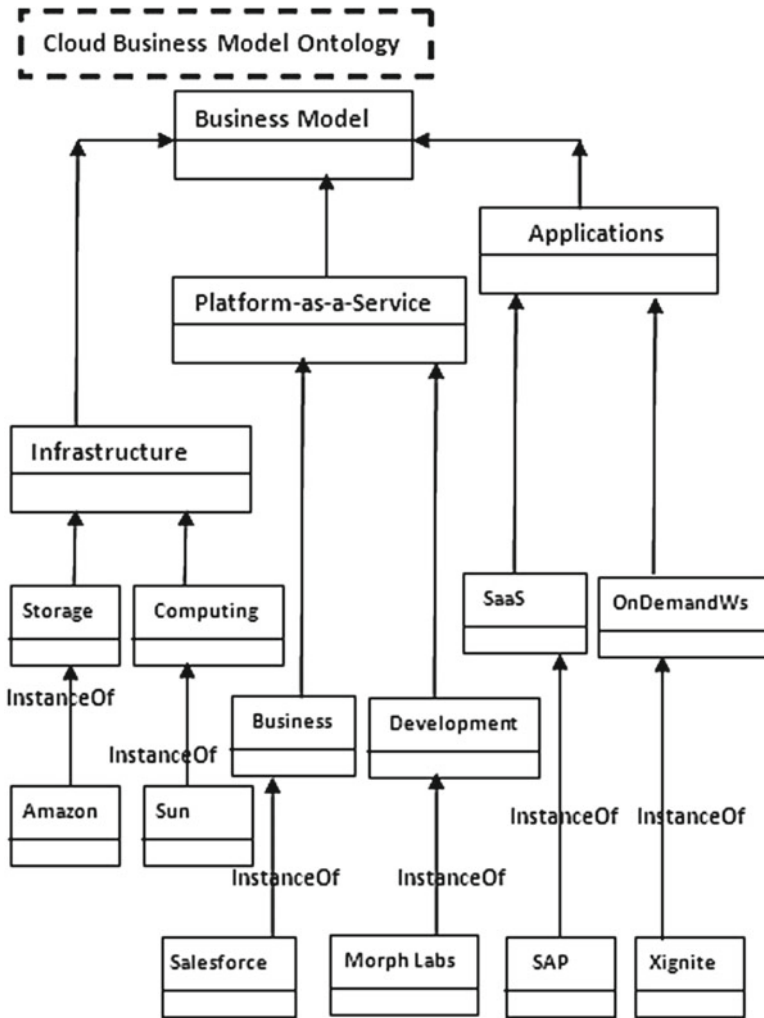 Cloud Business Model Ontology
Business Model
Applications
Platform-as-a-Service
Infrastructure
Storage
Computing
SaaS
OnDemandWs
InstanceOf
Business
Development
InstanceOf
Amazon
Sun
InstanceOf
InstanceOf
InstanceOf
InstanceOf
Salesforce
Morph Labs
SAP
Xignite